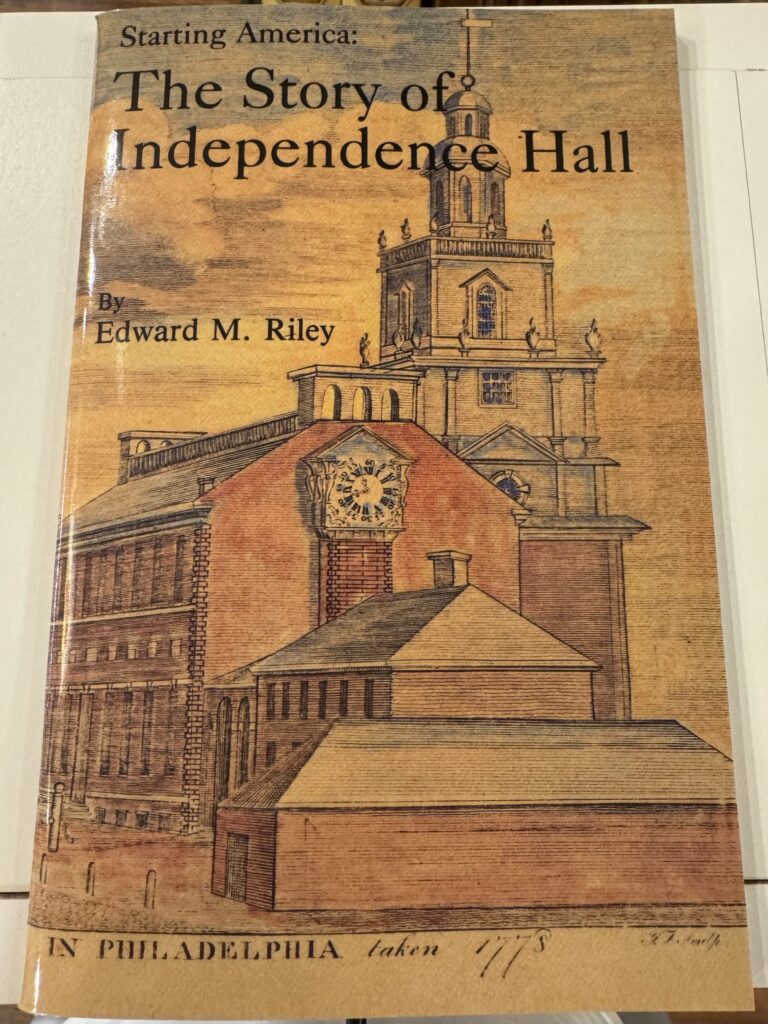 Starting America:
The Story of
Independence Hall
By
Edward M. Riley
IN PHILADELPHIA taken 1778